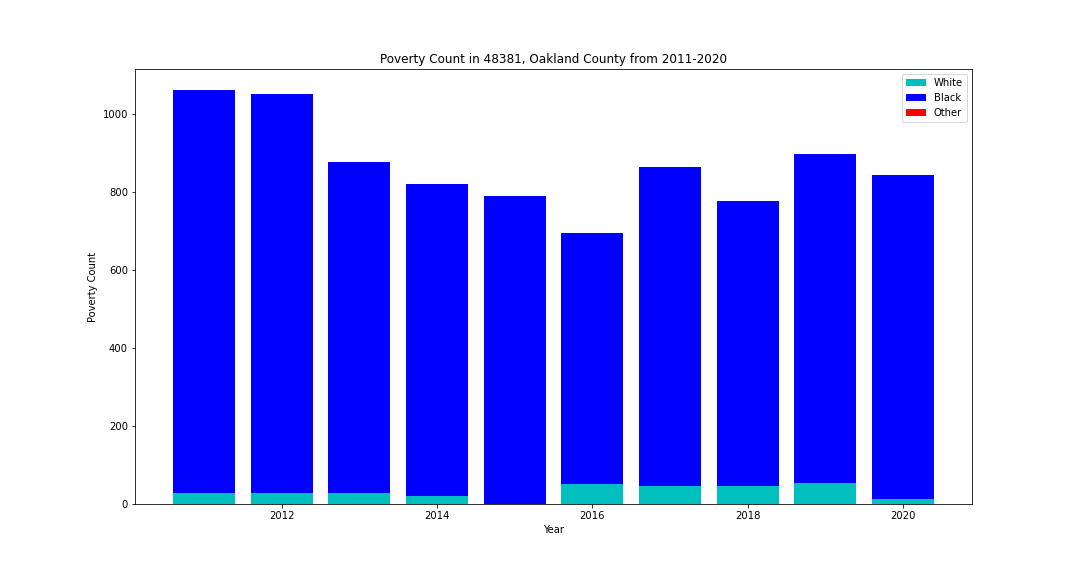 Poverty Count in 48381, Oakland County from 2011-2020
White
Black
Other
1000
800
600
400
200
0
Poverty Count
2012
2014
2016
2018
2020
Year